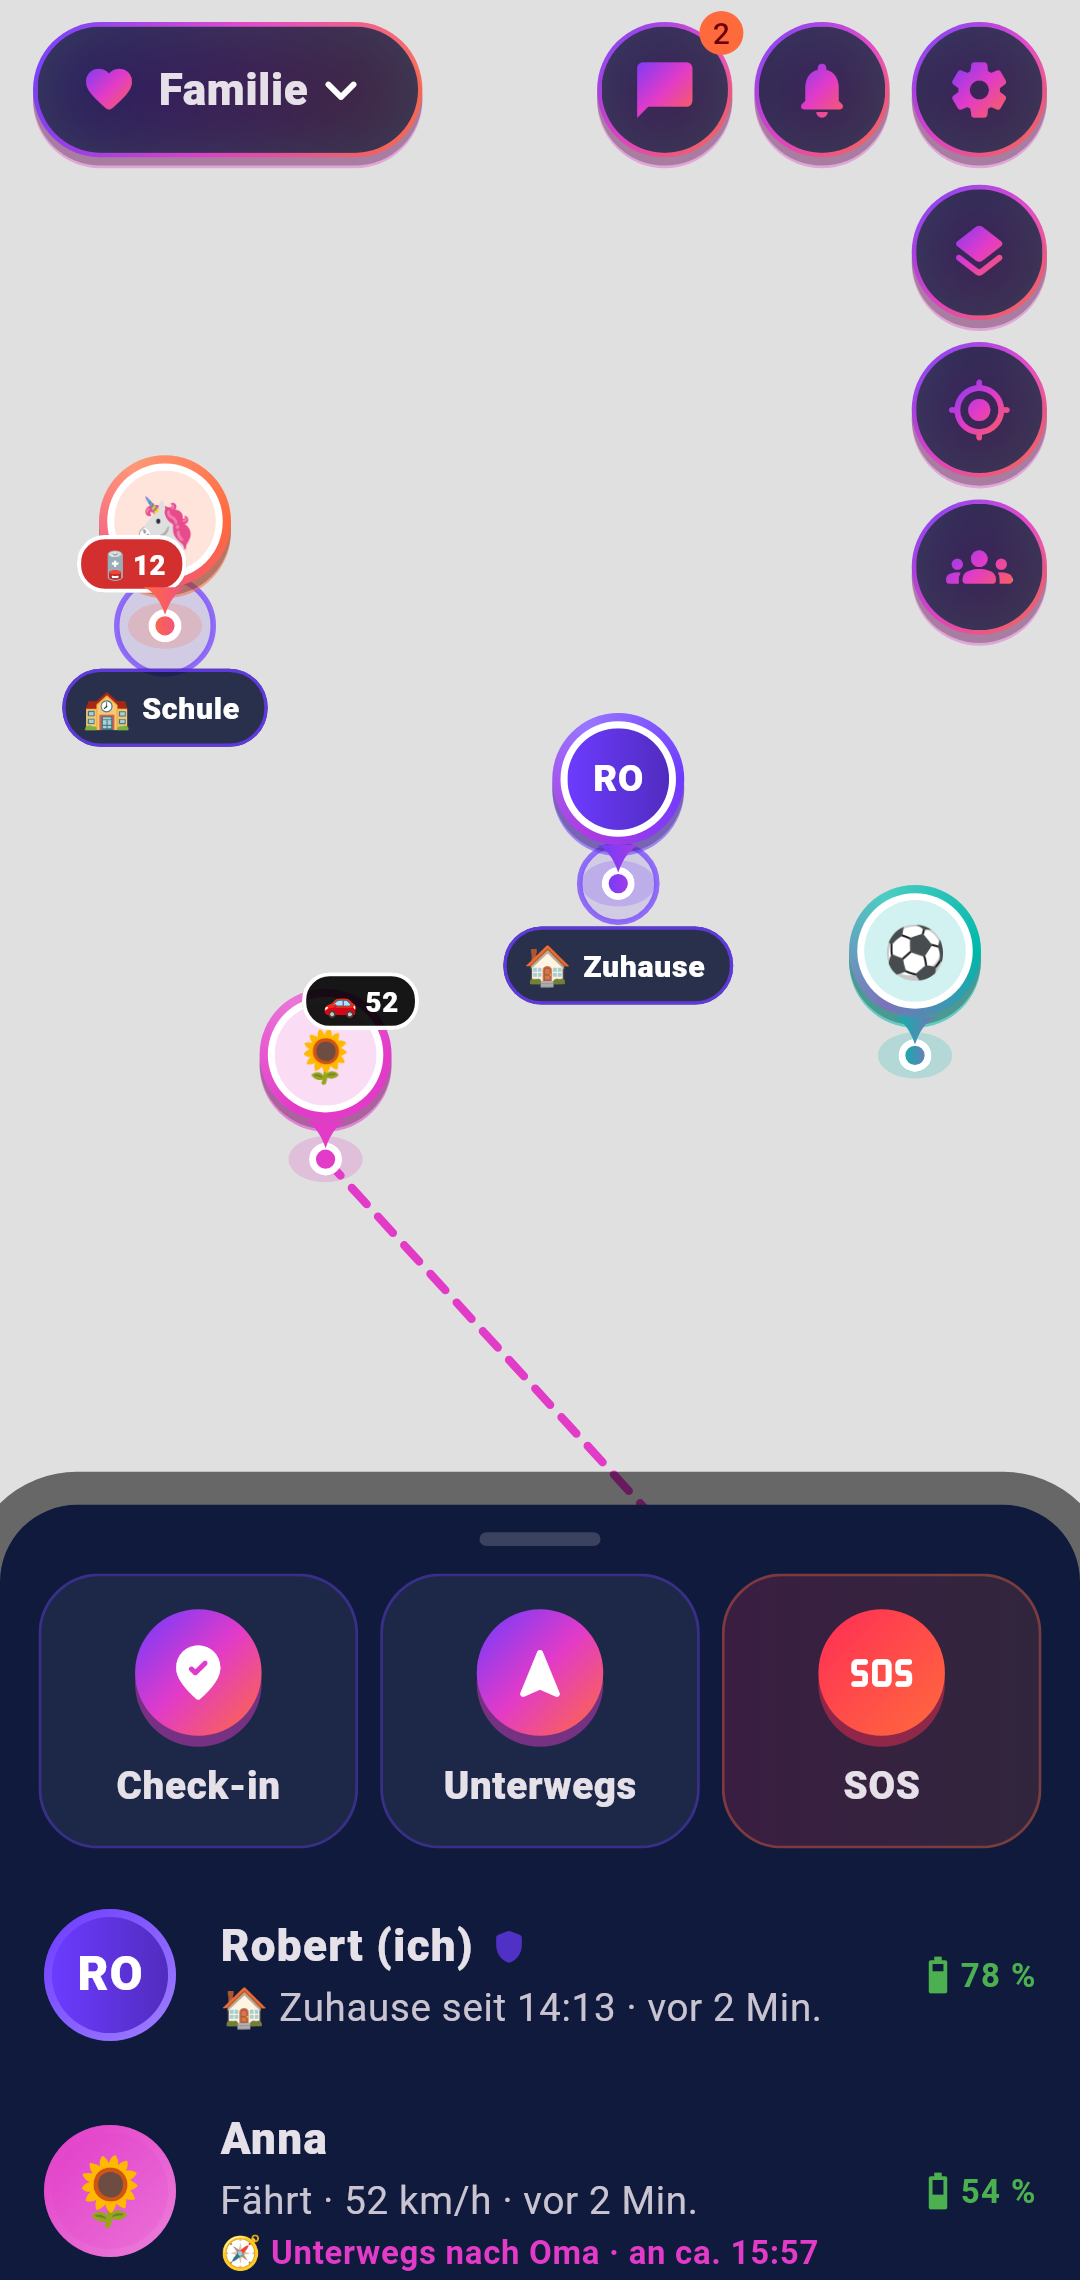 Familie
2
12
Schule
RO
Zuhause
52
SOS
Check-in
Unterwegs
SOS
RO
Robert (ich)
Zuhause seit 14:13 · vor 2 Min.
78 %
Anna
Fährt · 52 km/h · vor 2 Min.
54 %
Unterwegs nach Oma · an ca. 15:57